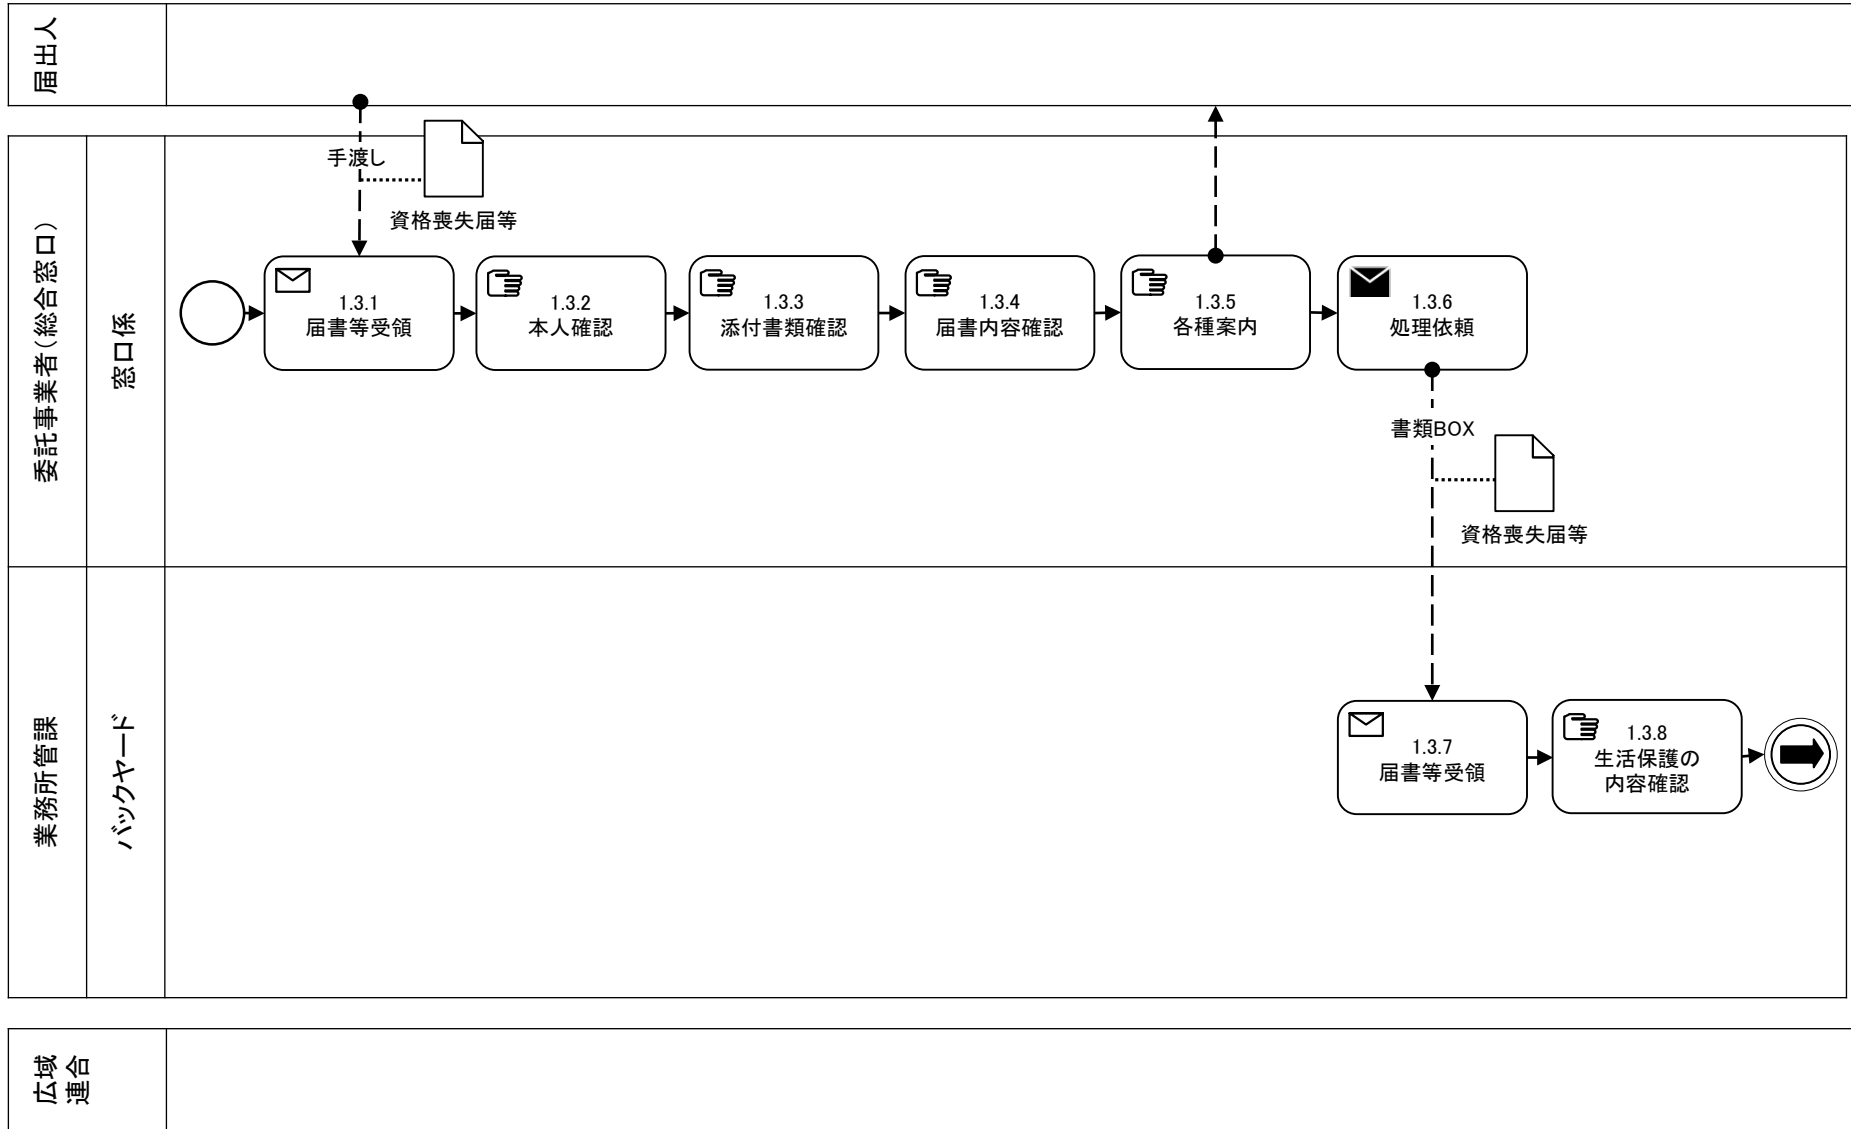 届出人
委託事業者（総合窓口）
窓口係
手渡し
資格喪失届等
1.3.1
届書等受領
1.3.2
本人確認
1.3.3
添付書類確認
1.3.4
届書内容確認
1.3.5
各種案内
1.3.6
処理依頼
書類BOX
資格喪失届等
業務所管課
バックヤード
1.3.7
届書等受領
1.3.8
生活保護の
内容確認
広域
連合